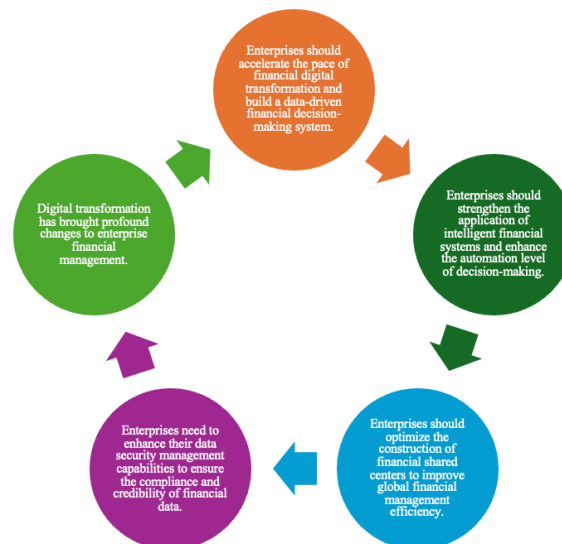 Enterprises should
accelerate the pace of
financial digital
transformation and
build a data-driven
financial decision-
making system.
Enterprises should
strengthen the
application of
intelligent financial
systems and enhance
the automation level
of decision-making.
Enterprises should
optimize the
construction of
financial shared
centers to improve
global financial
management
efficiency.
Enterprises need to
enhance their data
security management
capabilities to ensure
the compliance and
credibility of financial
data.
Digital transformation
has brought profound
changes to enterprise
financial
management.